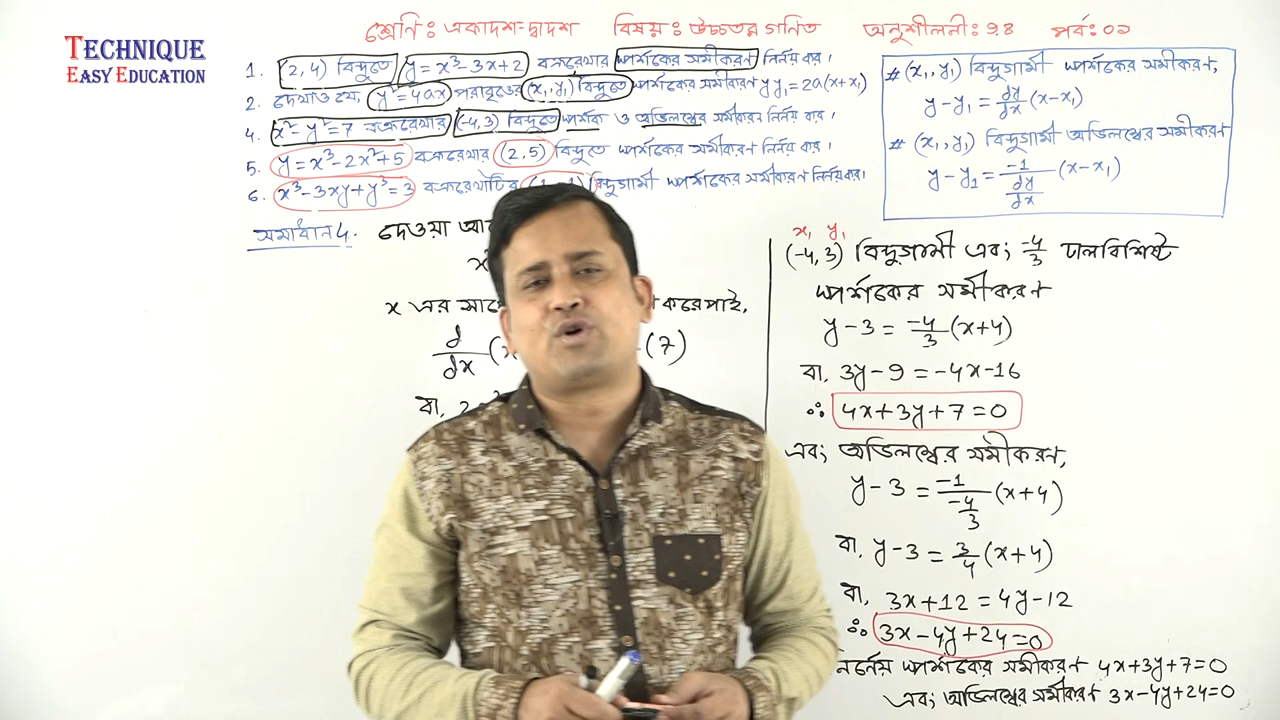 TECHNIQUE
EASY EDUCATION
শ্রেণি: একাদশ-দ্বাদশ বিষয়: উচ্চতর গণিত অনুশীলনী: ৯.৪ পর্ব: ০১
1. (2, 4) বিন্দুতে y = x³-3x+2 বক্ররেখার স্পর্শকের সমীকরণ নির্ণয় কর।
2. দেখাও যে, y² = 4ax পরাবৃত্তের (x₁, y₁) বিন্দুতে স্পর্শকের সমীকরণ yy₁ = 2a(x+x₁)
4. x²-y²=7 বক্ররেখার (-4, 3) বিন্দুতে স্পর্শক ও অভিলম্বের সমীকরণ নির্ণয় কর।
5. y = x³-2x²+5 বক্ররেখার (2, 5) বিন্দুতে স্পর্শকের সমীকরণ নির্ণয় কর।
6. x³-3xy+y³=3 বক্ররেখাটির বিন্দুগামী স্পর্শকের সমীকরণ নির্ণয় কর।
# (x₁, y₁) বিন্দুগামী স্পর্শকের সমীকরণ,
y-y₁ = dy/dx (x-x₁)
# (x₁, y₁) বিন্দুগামী অভিলম্বের সমীকরণ
y-y₁ = -1/(dy/dx) (x-x₁)
সমাধান 4. দেওয়া
x এর করে পাই,
d/dx (7)
বা,
x₁ y₁
(-4, 3) বিন্দুগামী এবং -4/3 ঢালবিশিষ্ট
স্পর্শকের সমীকরণ
y-3 = -4/3 (x+4)
বা, 3y-9 = -4x-16
∴ 4x+3y+7=0
এবং অভিলম্বের সমীকরণ,
y-3 = -1/(-4/3) (x+4)
বা, y-3 = 3/4 (x+4)
বা, 3x+12 = 4y-12
∴ 3x-4y+24=0
নির্ণেয় স্পর্শকের সমীকরণ 4x+3y+7=0
এবং অভিলম্বের সমীকরণ 3x-4y+24=0